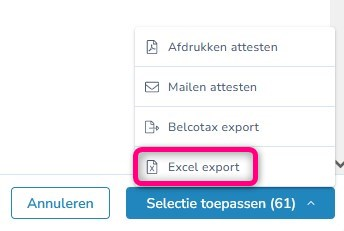 Afdrukken attesten
Mailen attesten
Belcotax export
Excel export
Annuleren
Selectie toepassen (61)